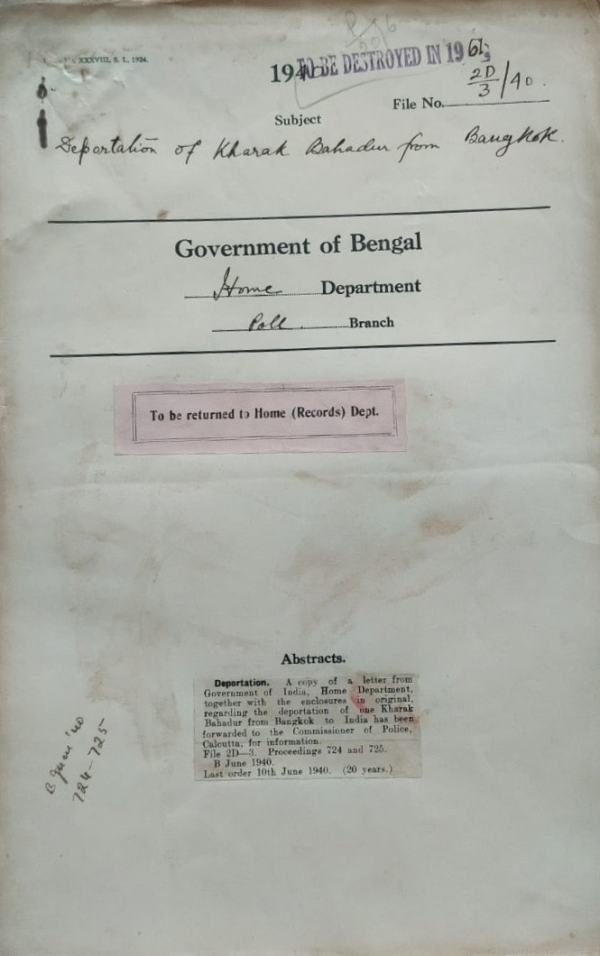 XXXVIII, S. I., 1924.
1940
TO BE DESTROYED IN 1961
File No. 2D/3/40.
Subject
Deportation of Kharak Bahadur from Bangkok.
Government of Bengal
Home Department
Poll. Branch
To be returned to Home (Records) Dept.
Abstracts.
Deportation. A copy of a letter from
Government of India, Home Department,
together with the enclosures in original,
regarding the deportation of one Kharak
Bahadur from Bangkok to India has been
forwarded to the Commissioner of Police,
Calcutta, for information.
File 2D—3. Proceedings 724 and 725.
B June 1940.
Last order 10th June 1940. (20 years.)
B June '40
724-725